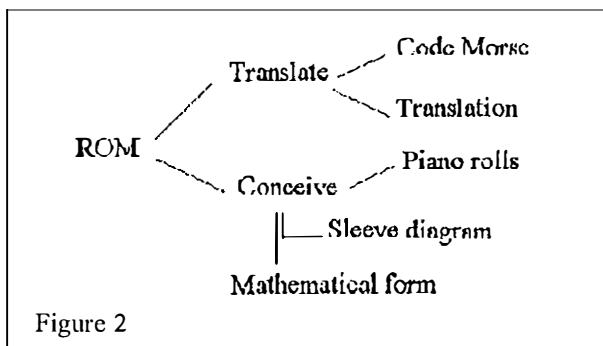 Code Morse
Translate
Translation
ROM
Piano rolls
Conceive
Sleeve diagram
Mathematical form
Figure 2